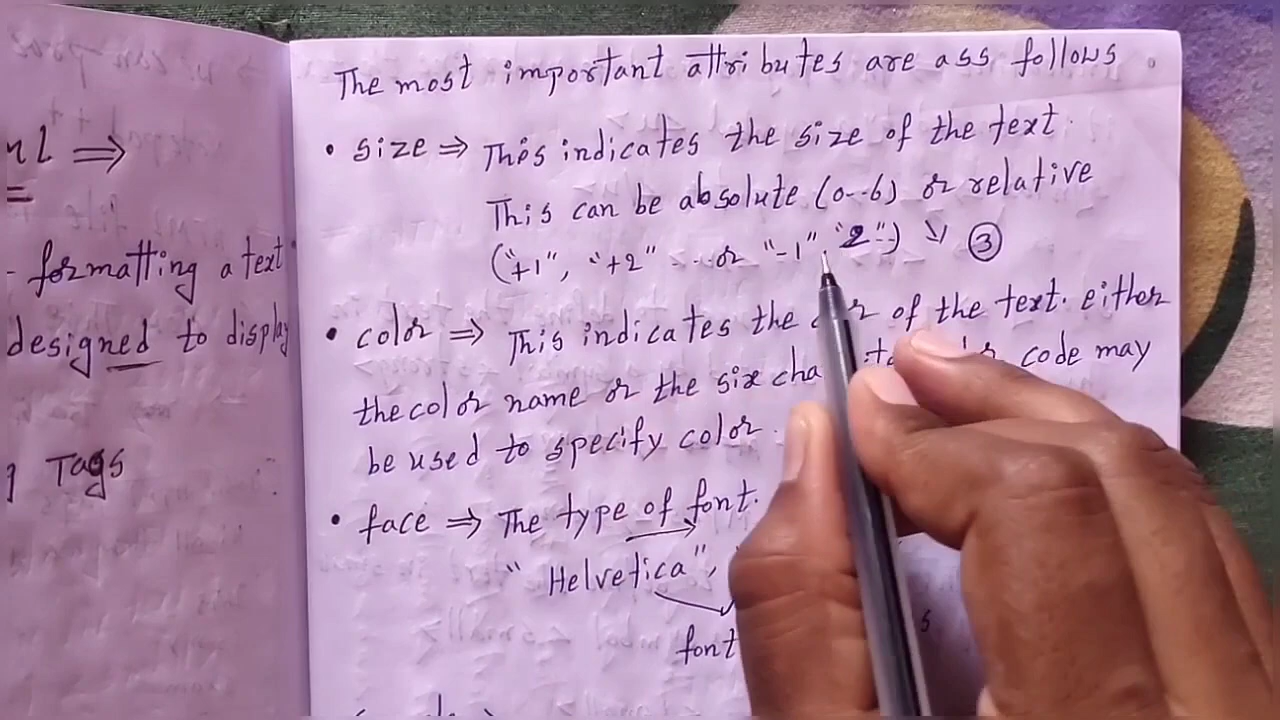 ml ⇒
- formatting a text
designed to display
Tags
The most important attributes are ass follows
• size ⇒ This indicates the size of the text.
This can be absolute (0--6) or relative
("+1", "+2" ---or "-1", "2"-) 3
• color ⇒ This indicates the of the text. either
the color name or the six code may
be used to specify color.
• face ⇒ The type of font.
"Helvetica",
font